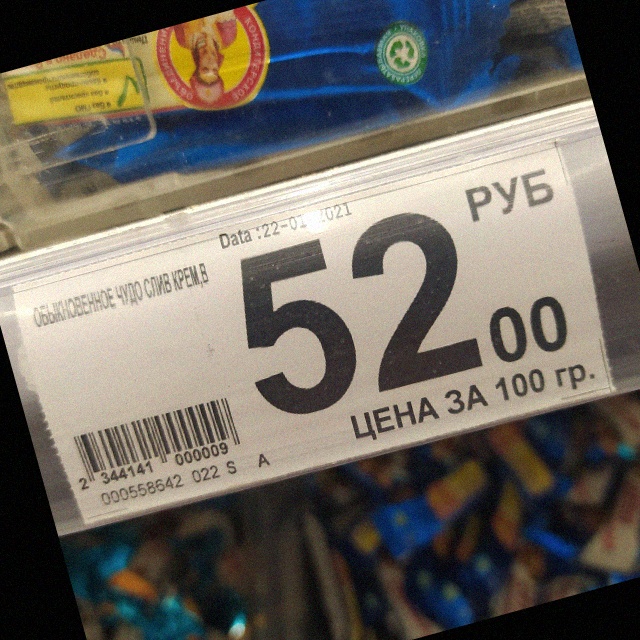 Data :22-01 2021
РУБ
ОБЫКНОВЕННОЕ ЧУДО СЛИВ КРЕМ,В
52 00
ЦЕНА ЗА 100 гр.
2 344141 000009
000558642 022 S A